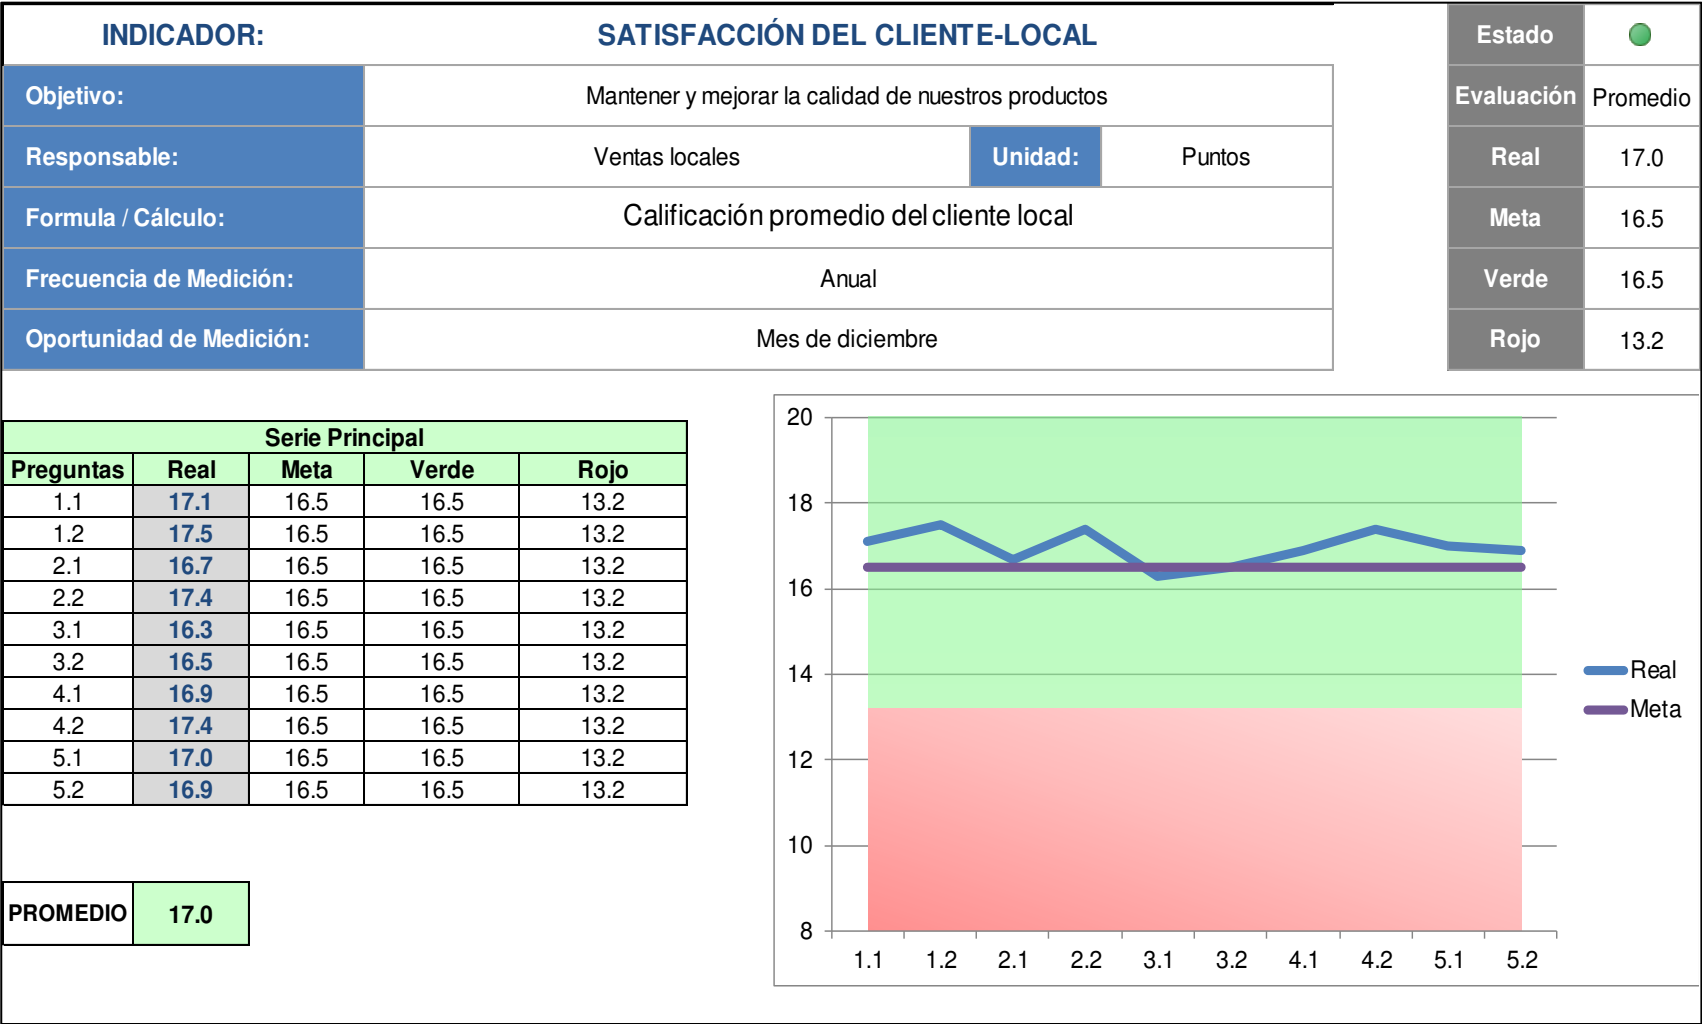 INDICADOR: SATISFACCIÓN DEL CLIENTE-LOCAL
Estado
Objetivo: Mantener y mejorar la calidad de nuestros productos
Evaluación Promedio
Responsable: Ventas locales Unidad: Puntos
Real 17.0
Formula / Cálculo: Calificación promedio del cliente local
Meta 16.5
Frecuencia de Medición: Anual
Verde 16.5
Oportunidad de Medición: Mes de diciembre
Rojo 13.2
Serie Principal
Preguntas Real Meta Verde Rojo
1.1 17.1 16.5 16.5 13.2
1.2 17.5 16.5 16.5 13.2
2.1 16.7 16.5 16.5 13.2
2.2 17.4 16.5 16.5 13.2
3.1 16.3 16.5 16.5 13.2
3.2 16.5 16.5 16.5 13.2
4.1 16.9 16.5 16.5 13.2
4.2 17.4 16.5 16.5 13.2
5.1 17.0 16.5 16.5 13.2
5.2 16.9 16.5 16.5 13.2
PROMEDIO 17.0
20
18
16
14
12
10
8
1.1 1.2 2.1 2.2 3.1 3.2 4.1 4.2 5.1 5.2
Real
Meta